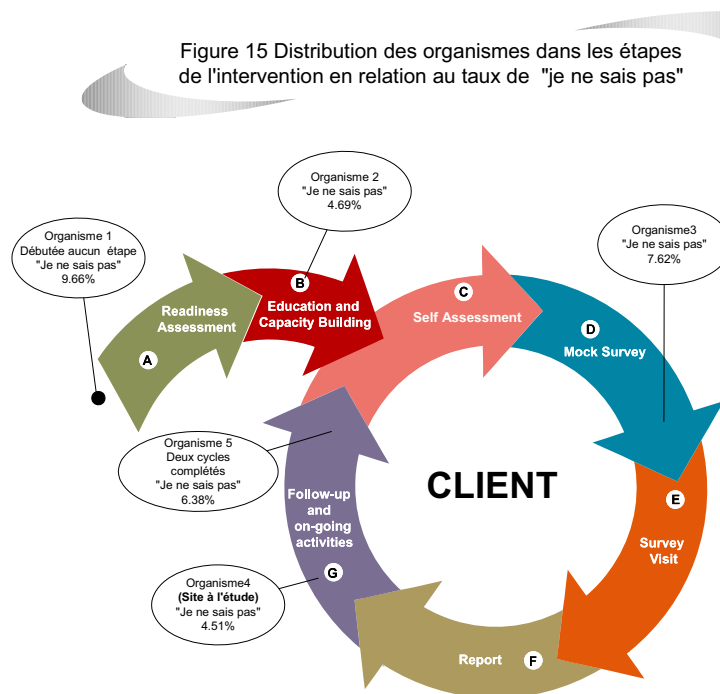 Figure 15 Distribution des organismes dans les étapes
de l'intervention en relation au taux de "je ne sais pas"
Organisme 1
Débutée aucun étape
"Je ne sais pas"
9.66%
Organisme 2
"Je ne sais pas"
4.69%
Organisme3
"Je ne sais pas"
7.62%
Readiness
Assessment
A
B
Education and
Capacity Building
C
Self Assessment
D
Mock Survey
E
Survey
Visit
F
Report
G
Follow-up
and
on-going
activities
CLIENT
Organisme 5
Deux cycles
complétés
"Je ne sais pas"
6.38%
Organisme4
(Site à l'étude)
"Je ne sais pas"
4.51%